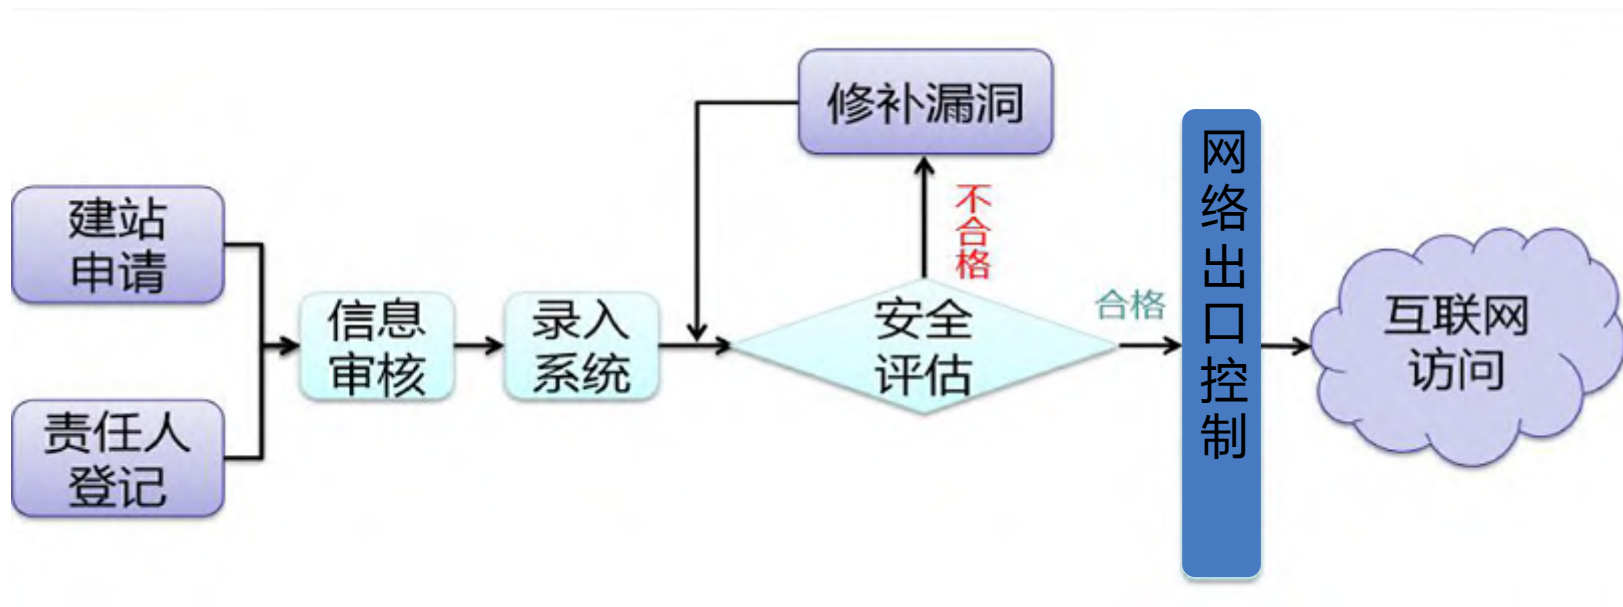 修补漏洞
建站
申请
责任人
登记
信息
审核
录入
系统
安全
评估
不
合
格
合格
网
络
出
口
控
制
互联网
访问